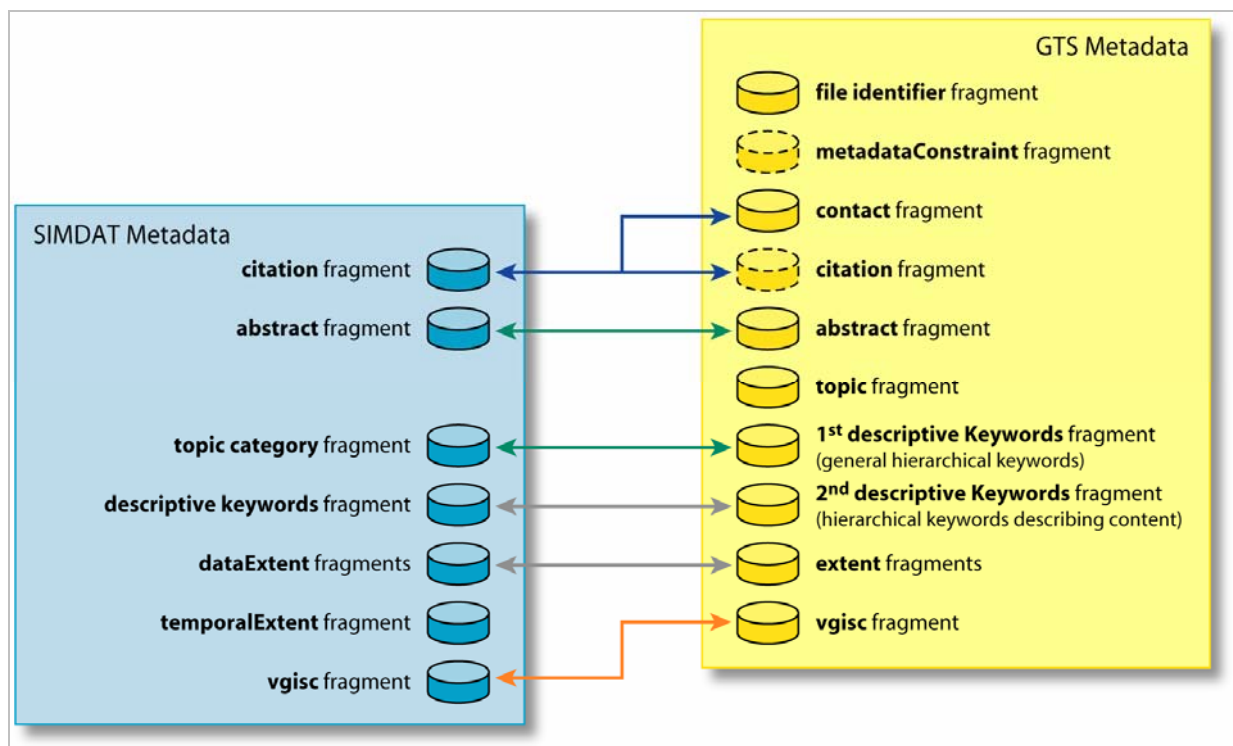 GTS Metadata
file identifier fragment
metadataConstraint fragment
contact fragment
citation fragment
abstract fragment
topic fragment
1st descriptive Keywords fragment
(general hierarchical keywords)
2nd descriptive Keywords fragment
(hierarchical keywords describing content)
extent fragments
vgisc fragment
SIMDAT Metadata
citation fragment
abstract fragment
topic category fragment
descriptive keywords fragment
dataExtent fragments
temporalExtent fragment
vgisc fragment